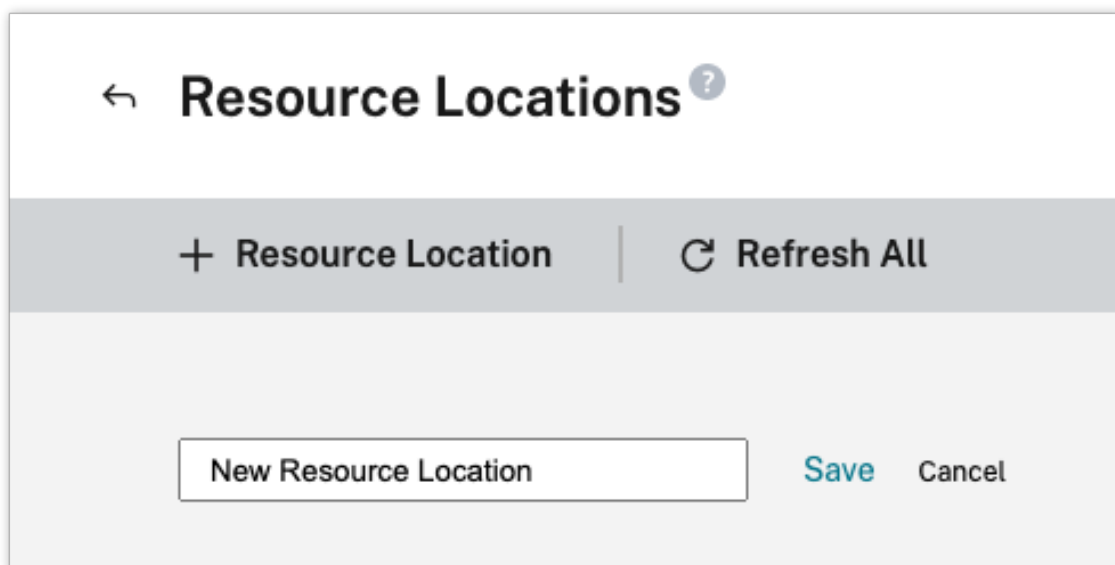 Resource Locations ?
+ Resource Location Refresh All
New Resource Location Save Cancel